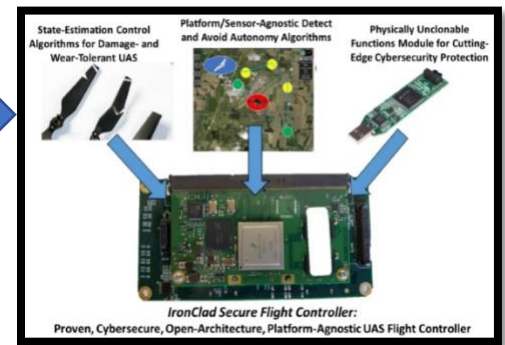 State-Estimation Control
Algorithms for Damage- and
Wear-Tolerant UAS
Platform/Sensor-Agnostic Detect
and Avoid Autonomy Algorithms
Physically Unclonable
Functions Module for Cutting-
Edge Cybersecurity Protection
IronClad Secure Flight Controller:
Proven, Cybersecure, Open-Architecture, Platform-Agnostic UAS Flight Controller